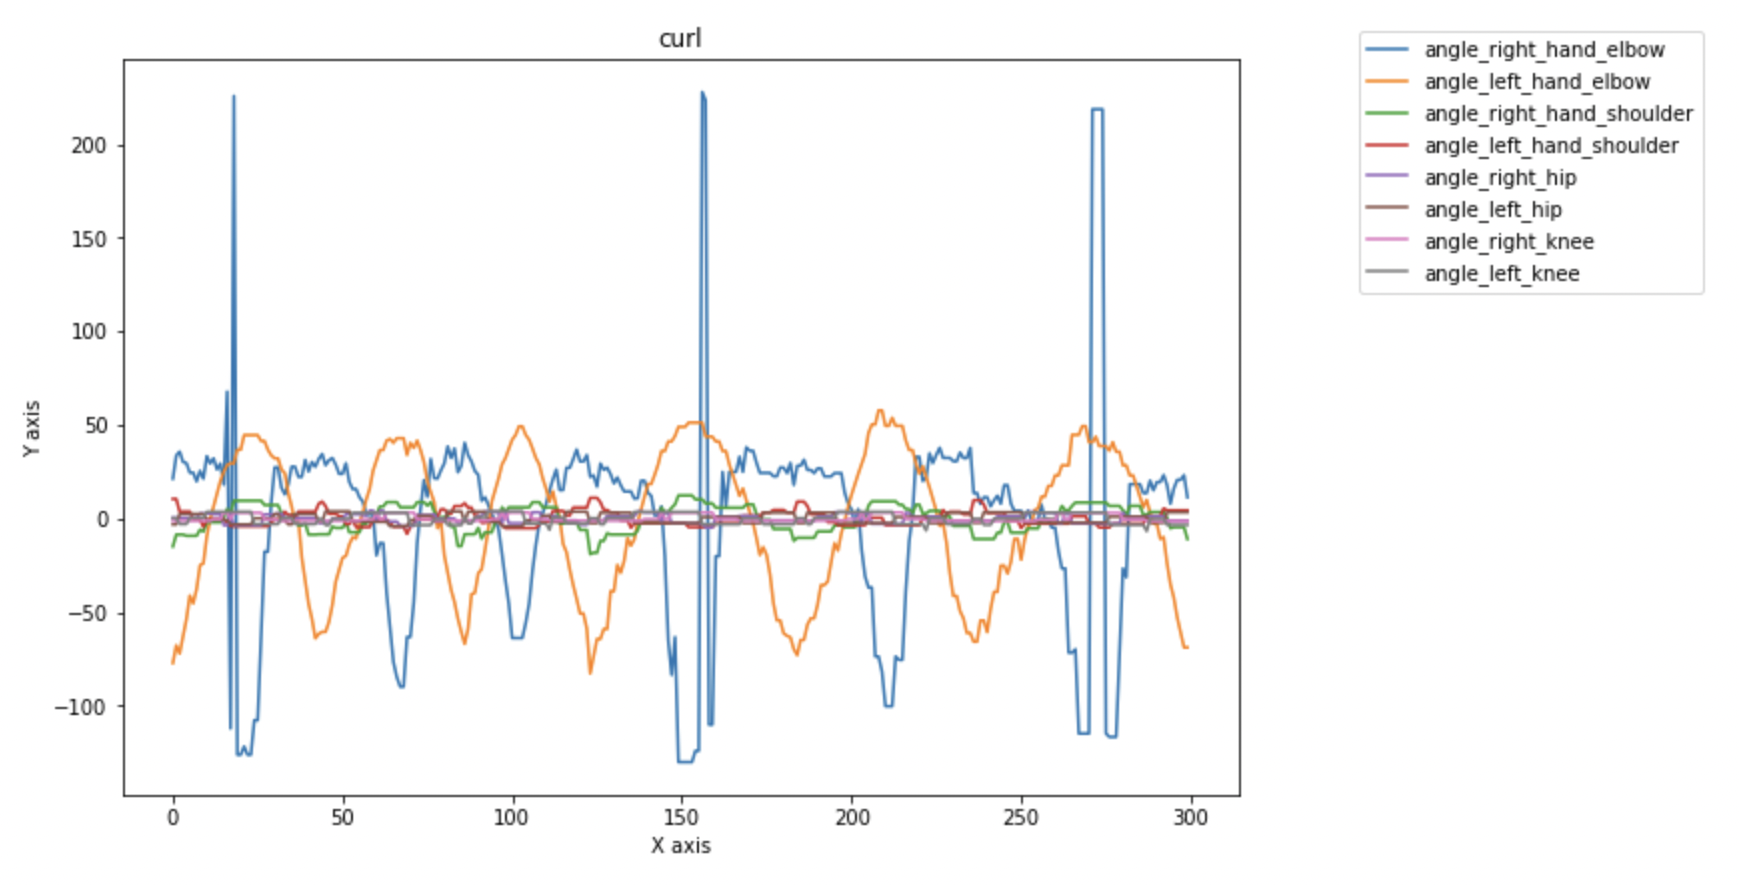 curl
angle_right_hand_elbow
angle_left_hand_elbow
angle_right_hand_shoulder
angle_left_hand_shoulder
angle_right_hip
angle_left_hip
angle_right_knee
angle_left_knee
200
150
100
50
0
−50
−100
Y axis
0 50 100 150 200 250 300
X axis